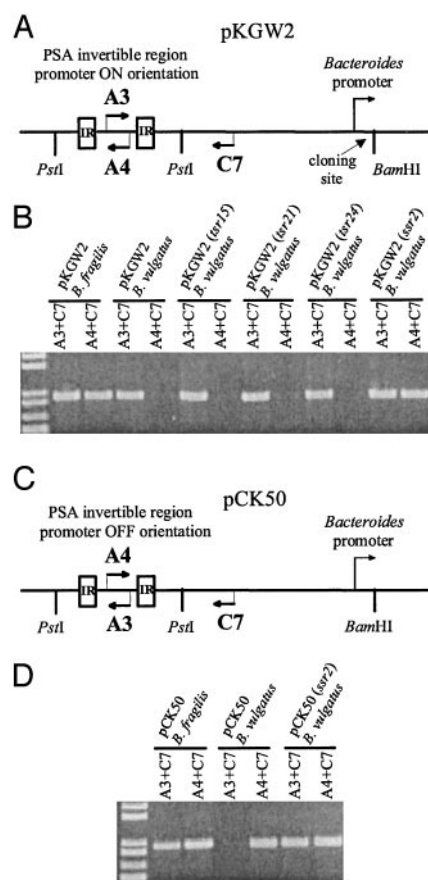 A
pKGW2
PSA invertible region
promoter ON orientation
Bacteroides
promoter
A3
IR
IR
PstI
A4
PstI
C7
cloning
site
BamHI
B
pKGW2
B. fragilis
pKGW2
B. vulgatus
pKGW2 (tsr15)
B. vulgatus
pKGW2 (tsr21)
B. vulgatus
pKGW2 (tsr24)
B. vulgatus
pKGW2 (ssr2)
B. vulgatus
A3+C7
A4+C7
A3+C7
A4+C7
A3+C7
A4+C7
A3+C7
A4+C7
A3+C7
A4+C7
A3+C7
A4+C7
C
pCK50
PSA invertible region
promoter OFF orientation
Bacteroides
promoter
A4
IR
IR
PstI
A3
PstI
C7
BamHI
D
pCK50
B. fragilis
pCK50
B. vulgatus
pCK50 (ssr2)
B. vulgatus
A3+C7
A4+C7
A3+C7
A4+C7
A3+C7
A4+C7